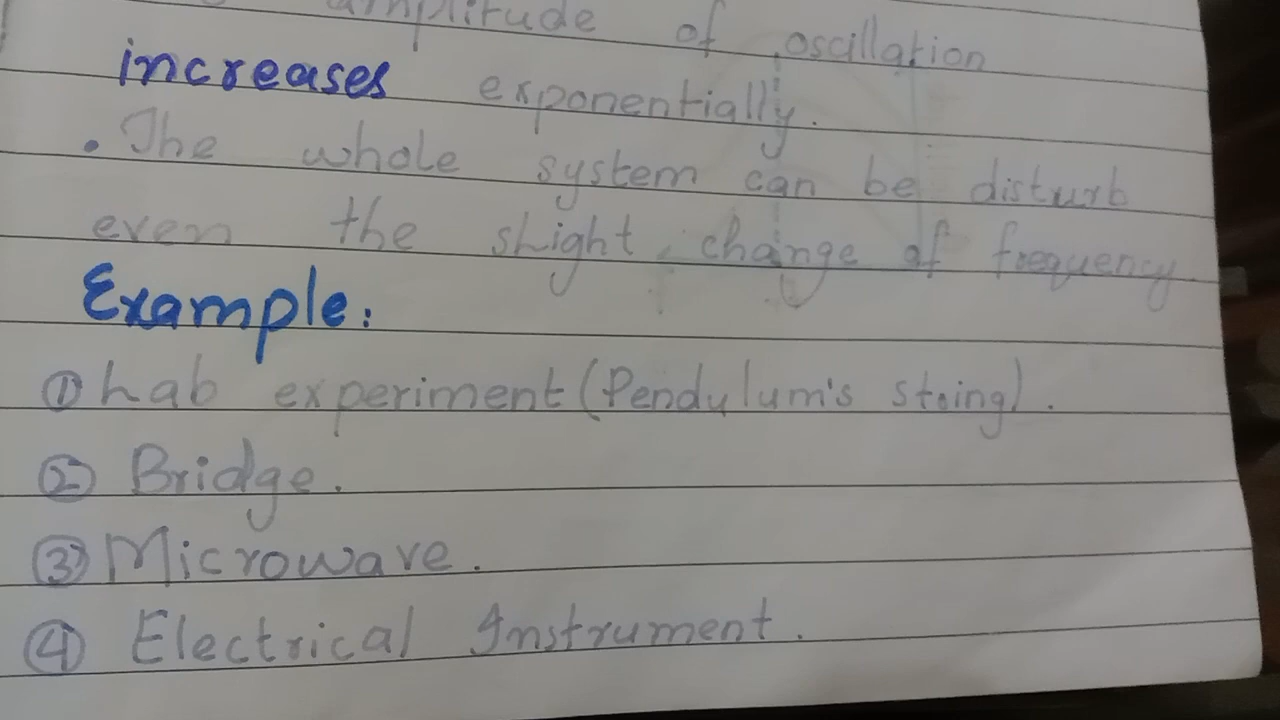 amplitude of oscillation
increases exponentially.
. The whole system can be disturb
even the slight change of frequency
Example:
① Lab experiment (Pendulum's string).
② Bridge.
③ Microwave.
④ Electrical Instrument.